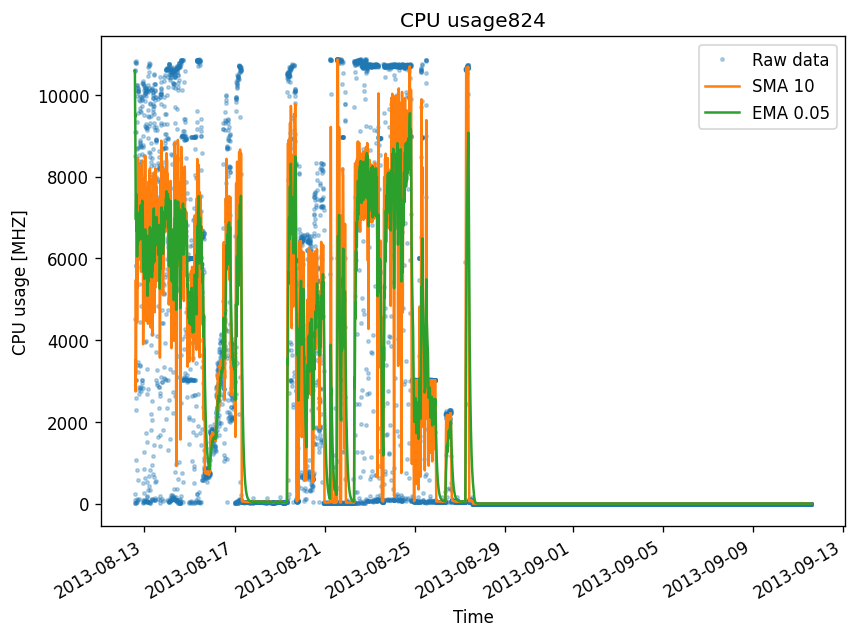 CPU usage824
Raw data
SMA 10
EMA 0.05
CPU usage [MHZ]
10000
8000
6000
4000
2000
0
2013-08-13
2013-08-17
2013-08-21
2013-08-25
2013-08-29
2013-09-01
2013-09-05
2013-09-09
2013-09-13
Time